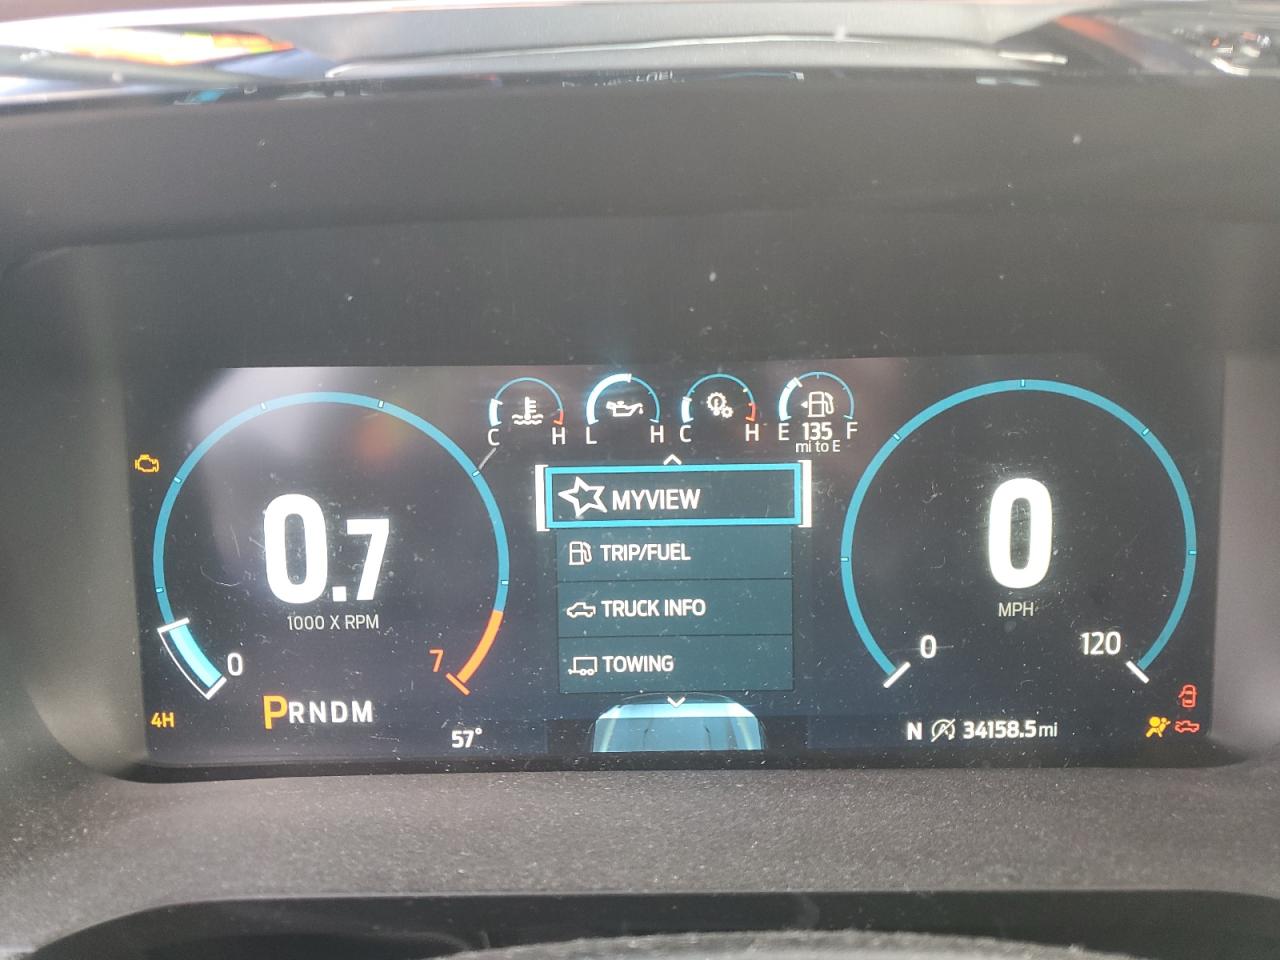 C H L H C H E 135 F
mi to E
MYVIEW
TRIP/FUEL
TRUCK INFO
TOWING
0.7
1000 X RPM
0
7
4H
PRNDM
57°
0
MPH
0
120
N 34158.5mi